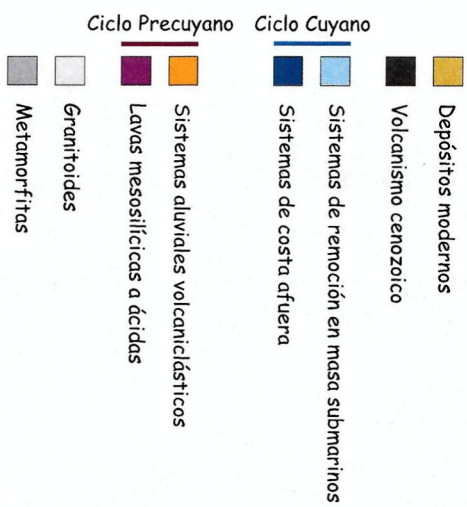 Ciclo Precuyano
Ciclo Cuyano
Metamorfitas
Granitoides
Lavas mesosilícicas a ácidas
Sistemas aluviales volcaniclásticos
Sistemas de costa afuera
Sistemas de remoción en masa submarinos
Volcanismo cenozoico
Depósitos modernos